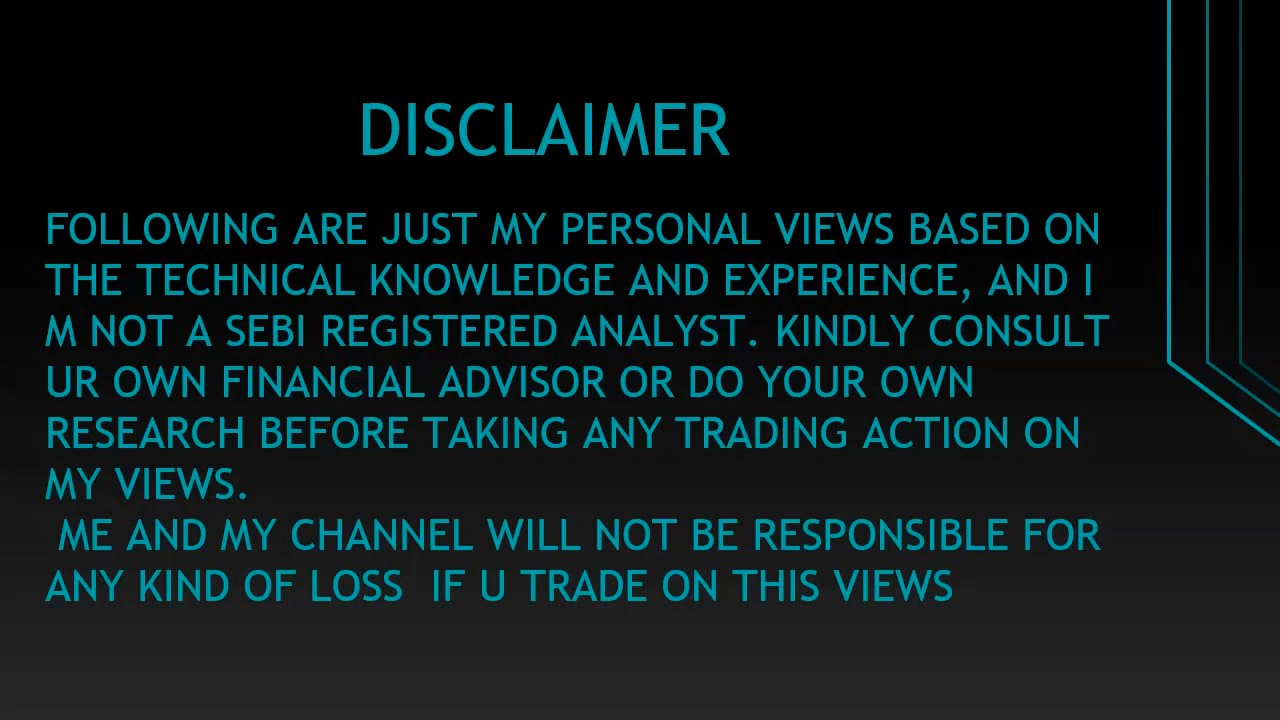 DISCLAIMER
FOLLOWING ARE JUST MY PERSONAL VIEWS BASED ON
THE TECHNICAL KNOWLEDGE AND EXPERIENCE, AND I
M NOT A SEBI REGISTERED ANALYST. KINDLY CONSULT
UR OWN FINANCIAL ADVISOR OR DO YOUR OWN
RESEARCH BEFORE TAKING ANY TRADING ACTION ON
MY VIEWS.
ME AND MY CHANNEL WILL NOT BE RESPONSIBLE FOR
ANY KIND OF LOSS  IF U TRADE ON THIS VIEWS